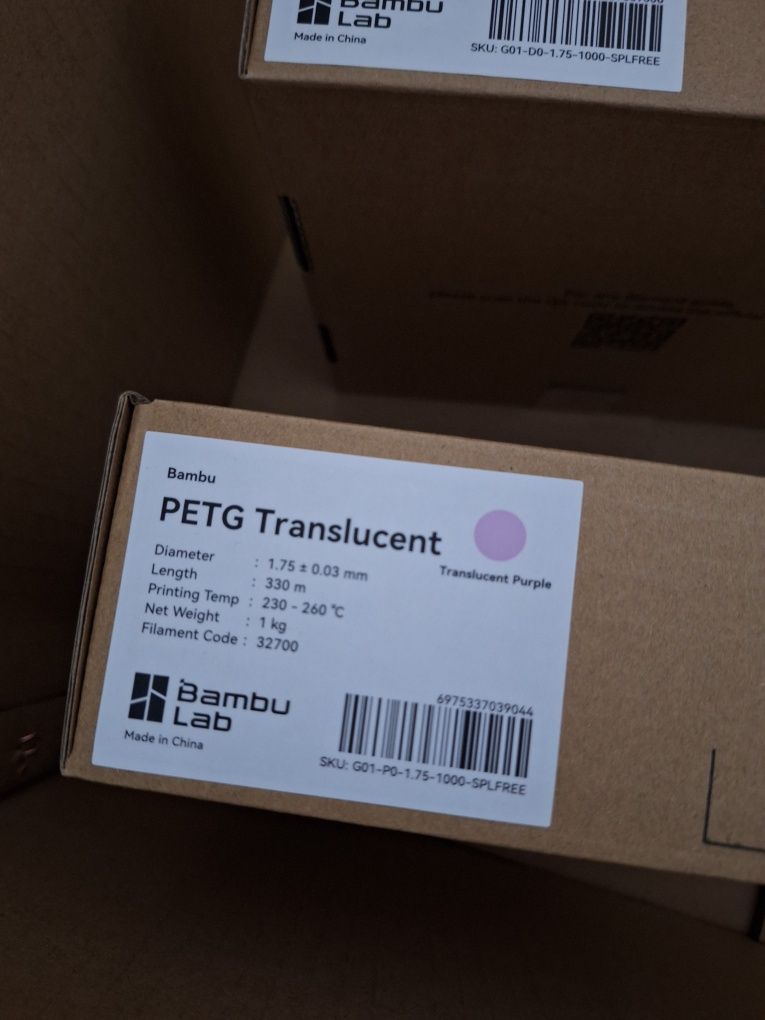 Bambu
Lab
Made in China
SKU: G01-D0-1.75-1000-SPLFREE
Bambu
PETG Translucent
Translucent Purple
Diameter : 1.75 ± 0.03 mm
Length : 330 m
Printing Temp : 230 - 260 ℃
Net Weight : 1 kg
Filament Code : 32700
Bambu
Lab
Made in China
6975337039044
SKU: G01-P0-1.75-1000-SPLFREE